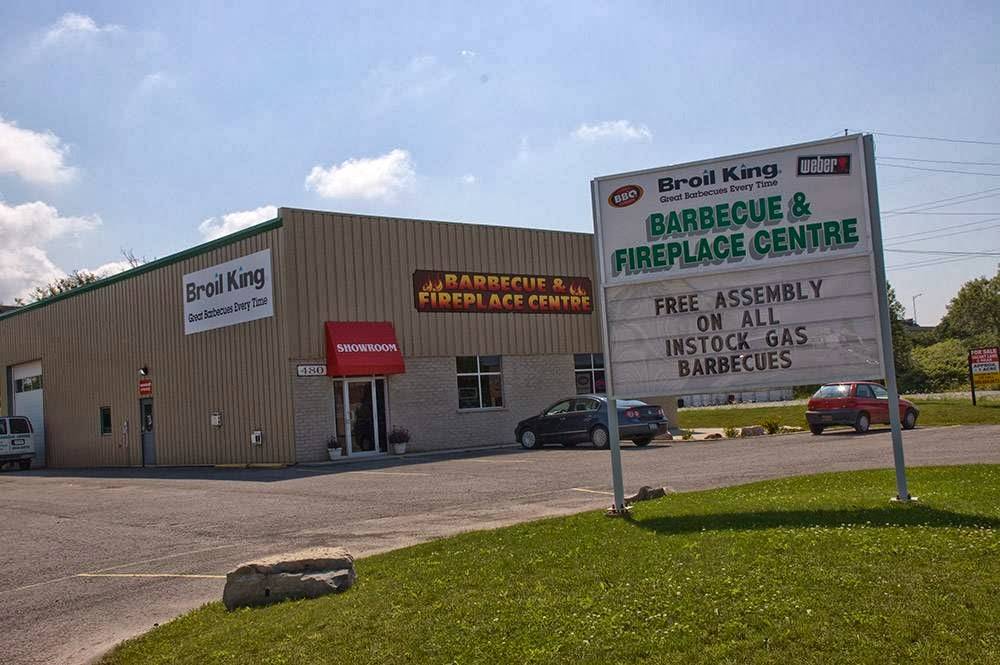 Broil King
Great Barbecues Every Time
BARBECUE &
FIREPLACE CENTRE
SHOWROOM
480
BBQ
Broil King
Great Barbecues Every Time
weber
BARBECUE &
FIREPLACE CENTRE
FREE ASSEMBLY
ON ALL
INSTOCK GAS
BARBECUES
FOR SALE